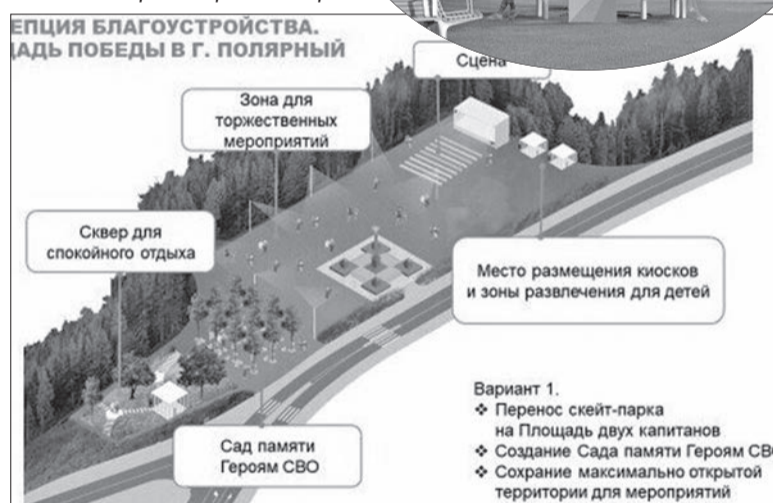 ЕПЦИЯ БЛАГОУСТРОЙСТВА.
АДЬ ПОБЕДЫ В Г. ПОЛЯРНЫЙ
Сцена
Зона для
торжественных
мероприятий
Сквер для
спокойного отдыха
Место размещения киосков
и зоны развлечения для детей
Сад памяти
Героям СВО
Вариант 1.
❖ Перенос скейт-парка
на Площадь двух капитанов
❖ Создание Сада памяти Героям СВО
❖ Сохрание максимально открытой
территории для мероприятий